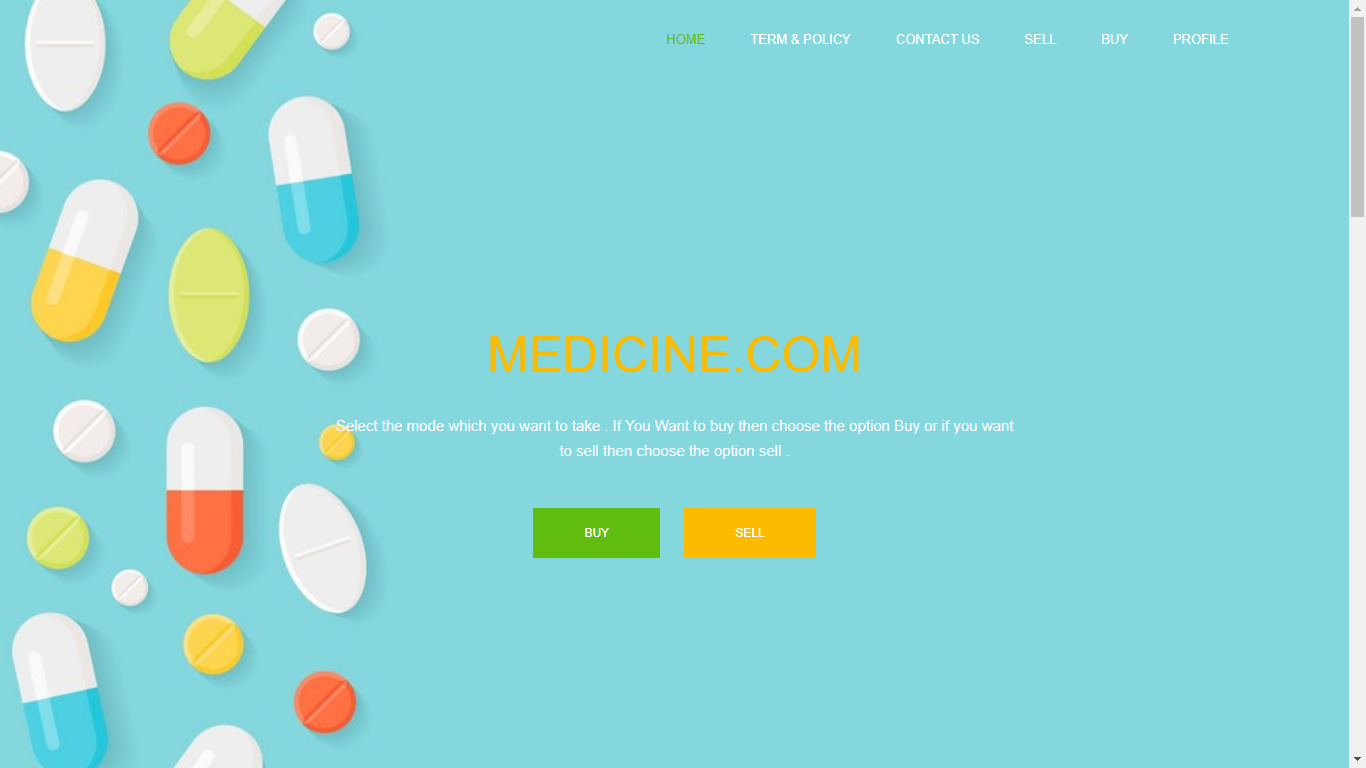 HOME TERM & POLICY CONTACT US SELL BUY PROFILE
MEDICINE.COM
Select the mode which you want to take . If You Want to buy then choose the option Buy or if you want
to sell then choose the option sell .
BUY SELL